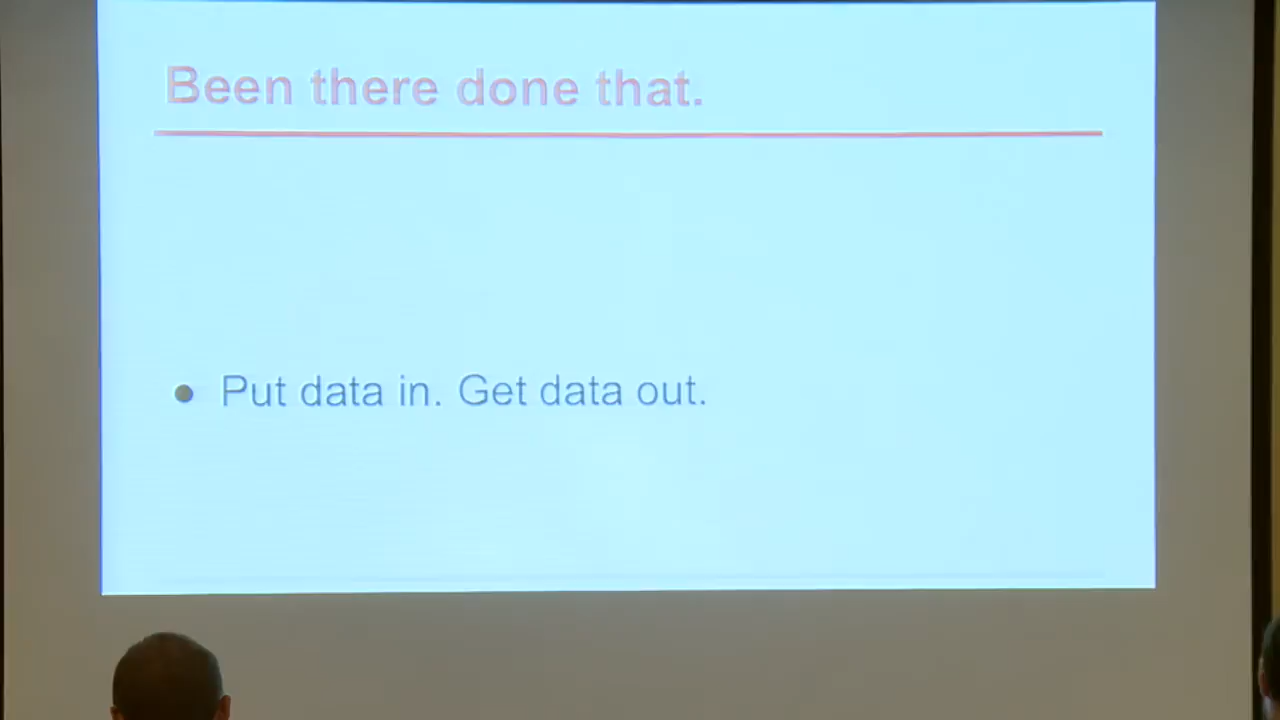 Been there done that.
Put data in. Get data out.